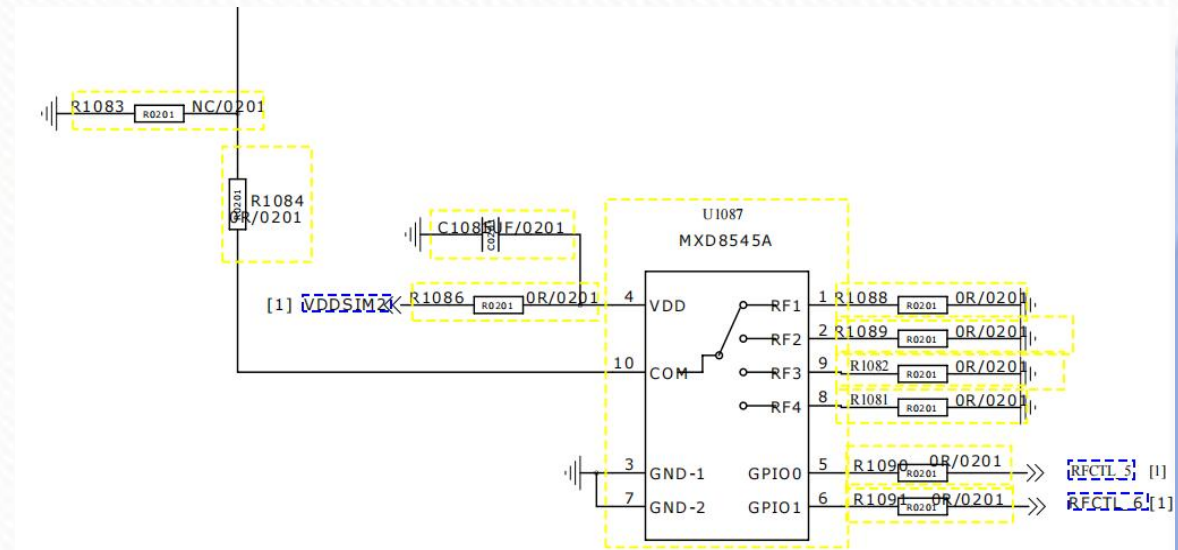 R1083 R0201 NC/0201
R0201 R1084
0R/0201
U1087
MXD8545A
C1085 1UF/0201
[1] VDDSIM2 R1086 R0201 0R/0201 4 VDD
RF1 1 R1088 R0201 0R/0201
RF2 2 R1089 R0201 0R/0201
10 COM
RF3 9 R1082 R0201 0R/0201
RF4 8 R1081 R0201 0R/0201
3 GND-1
GPIO0 5 R1090 R0201 0R/0201 RFCTL_5 [1]
7 GND-2
GPIO1 6 R1091 R0201 0R/0201 RFCTL_6 [1]